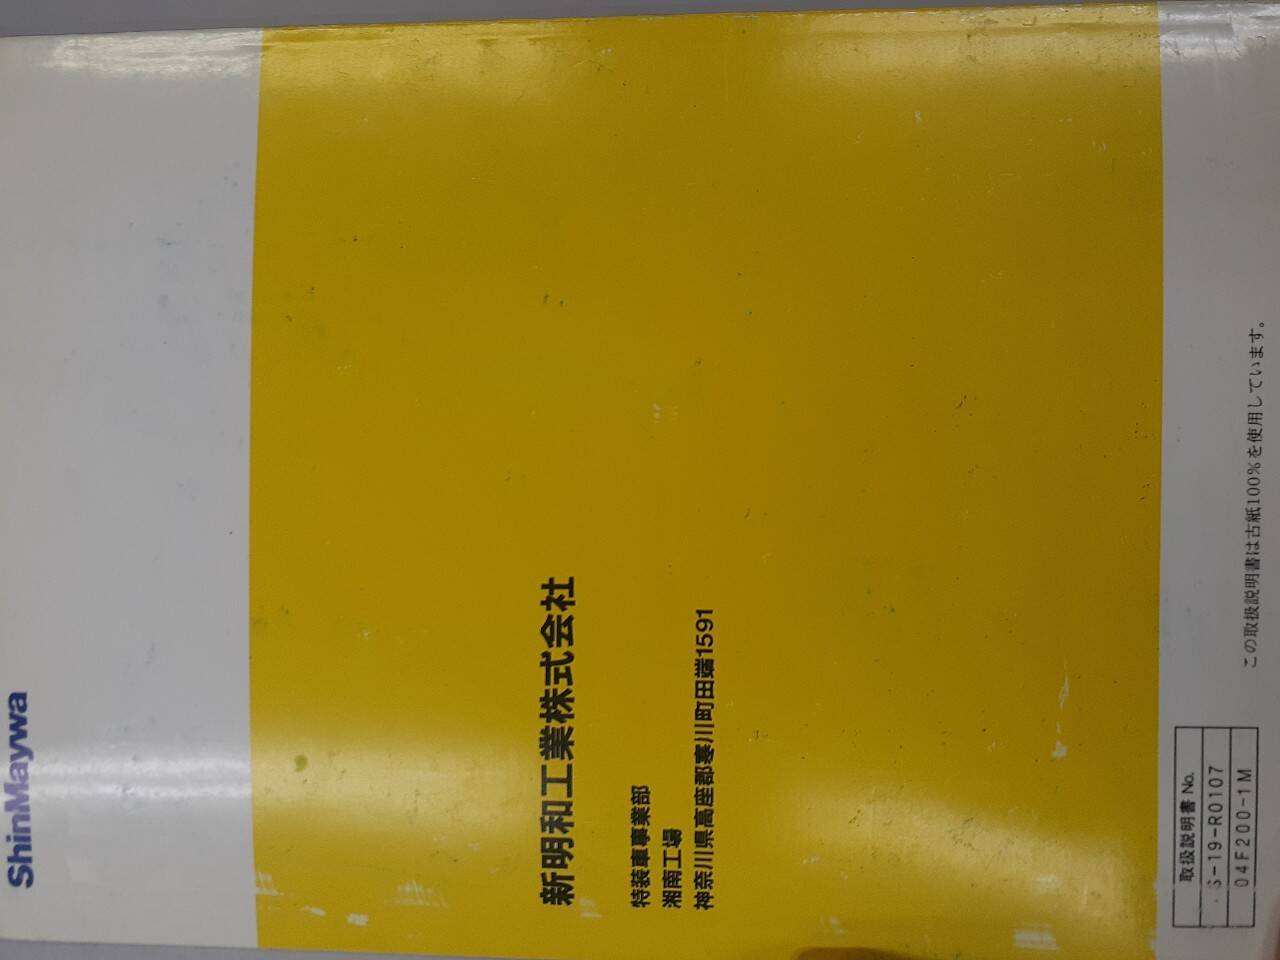 ShinMaywa
新明和工業株式会社
特装車事業部
湘南工場
神奈川県高座郡寒川町田端1591
取扱説明書 No.
S-19-R0107
04F200-1M
この取扱説明書は古紙100%を使用しています。